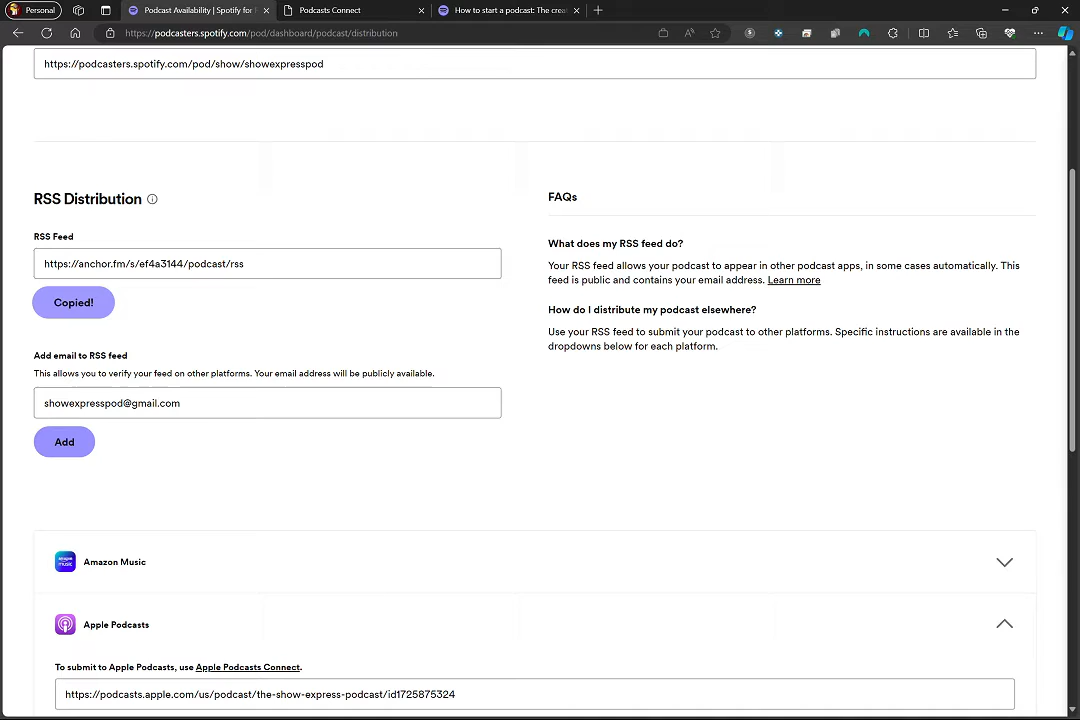 Personal
Podcast Availability | Spotify for P
Podcasts Connect
How to start a podcast: The crea
https://podcasters.spotify.com/pod/dashboard/podcast/distribution
https://podcasters.spotify.com/pod/show/showexpresspod
RSS Distribution
RSS Feed
https://anchor.fm/s/ef4a3144/podcast/rss
Copied!
Add email to RSS feed
This allows you to verify your feed on other platforms. Your email address will be publicly available.
showexpresspod@gmail.com
Add
FAQs
What does my RSS feed do?
Your RSS feed allows your podcast to appear in other podcast apps, in some cases automatically. This
feed is public and contains your email address. Learn more
How do I distribute my podcast elsewhere?
Use your RSS feed to submit your podcast to other platforms. Specific instructions are available in the
dropdowns below for each platform.
Amazon Music
Apple Podcasts
To submit to Apple Podcasts, use Apple Podcasts Connect.
https://podcasts.apple.com/us/podcast/the-show-express-podcast/id1725875324